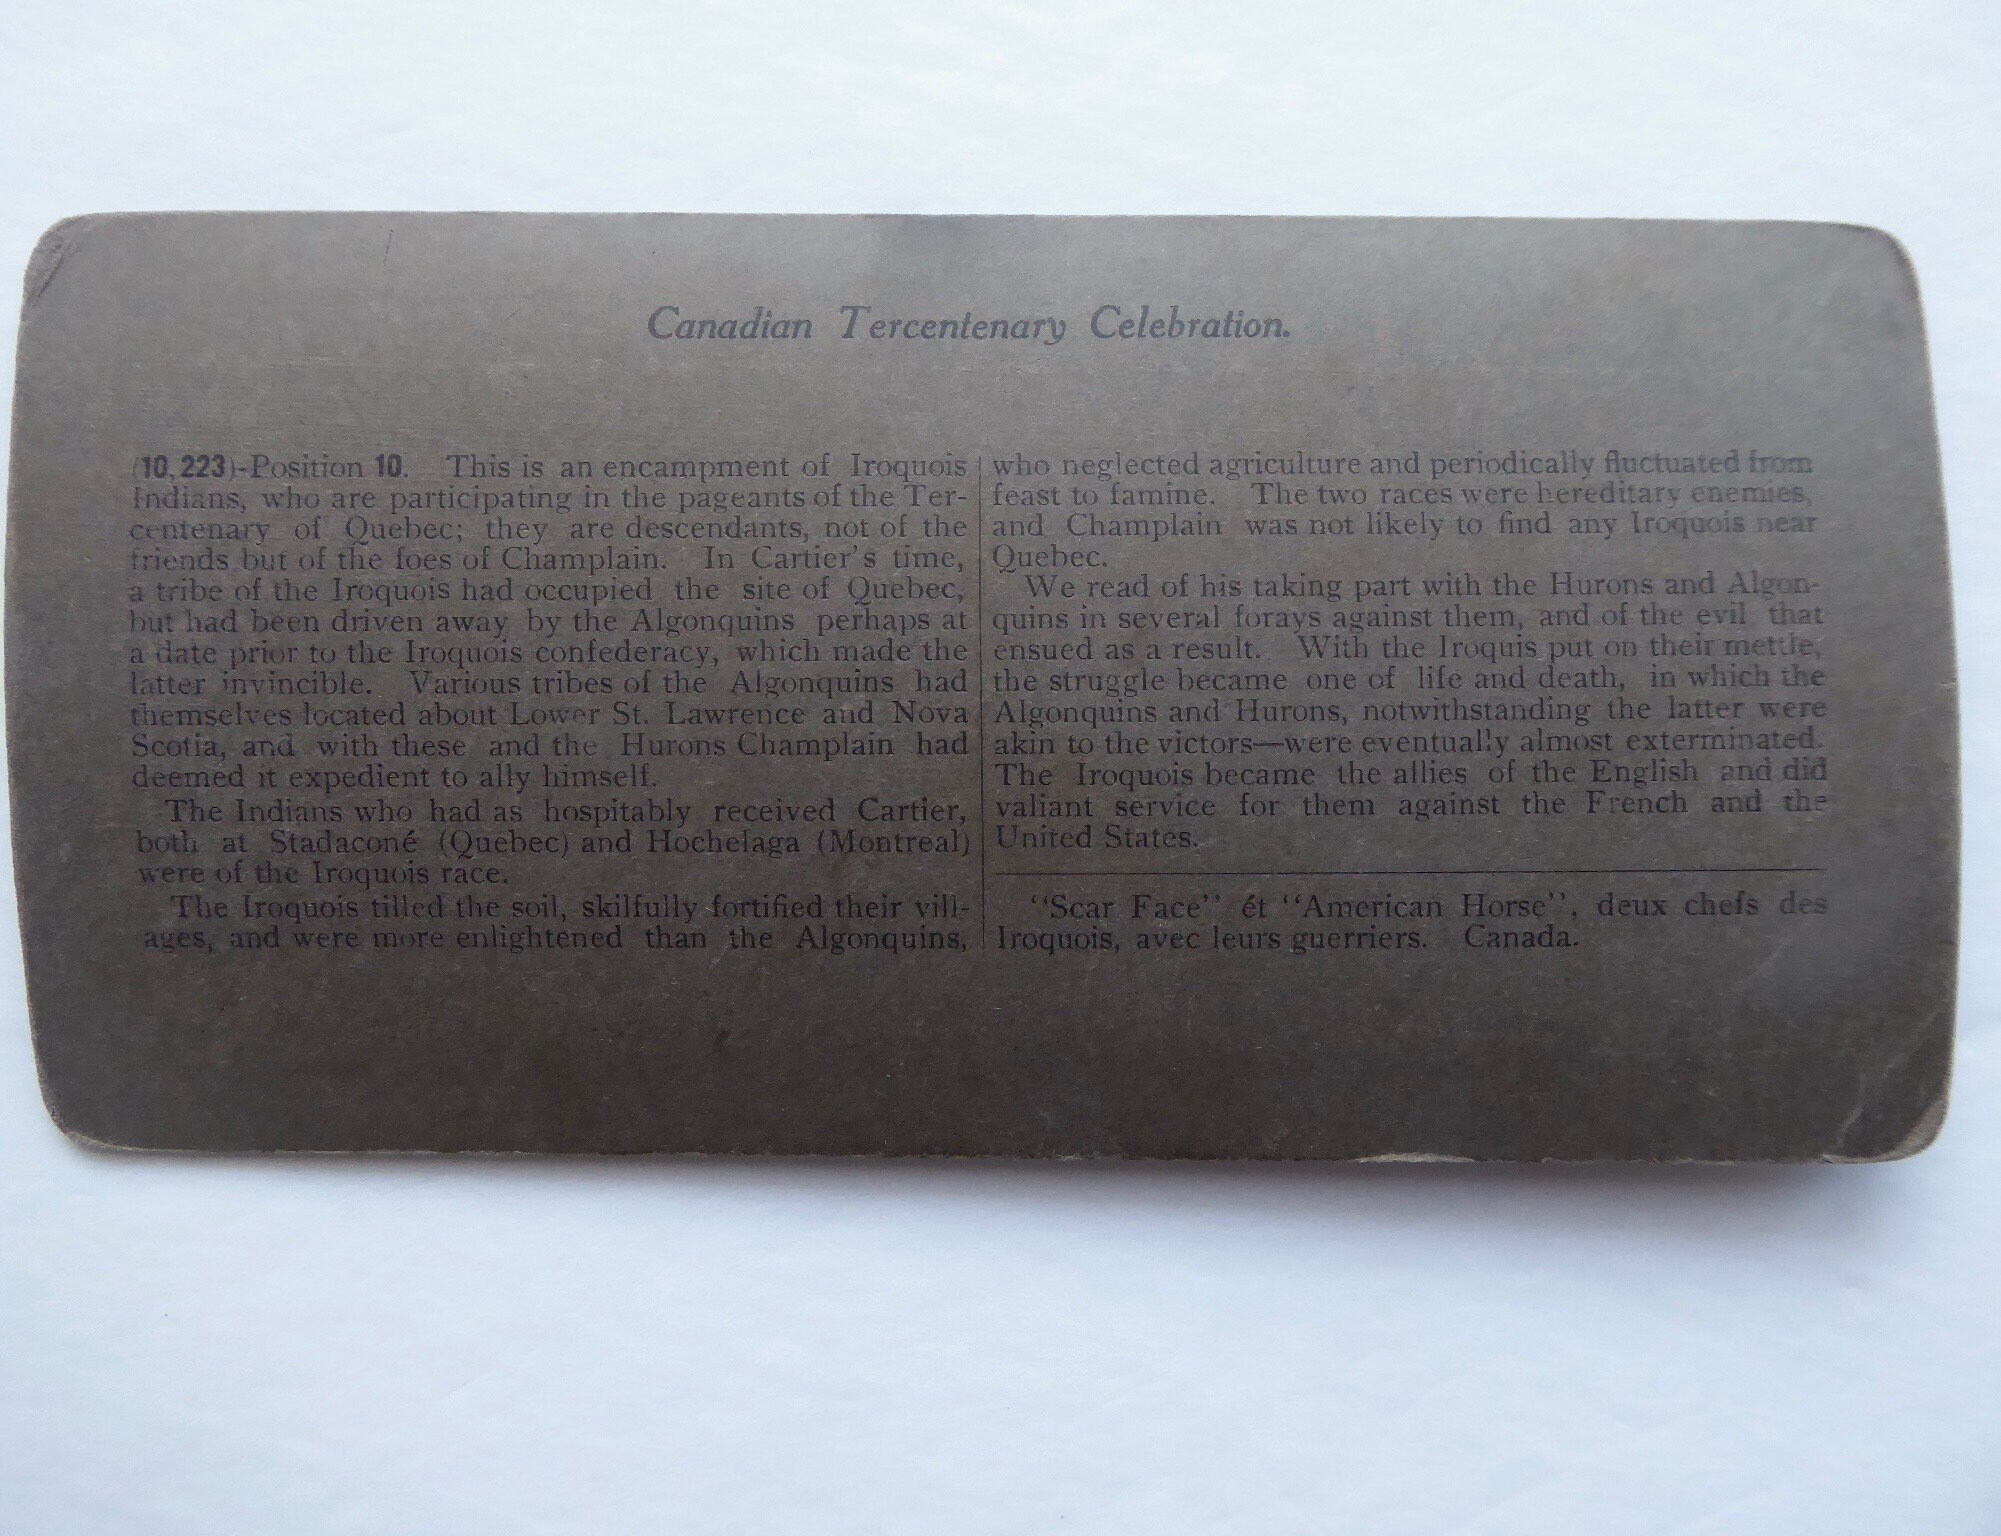 Canadian Tercentenary Celebration.
(10,223)-Position 10. This is an encampment of Iroquois
Indians, who are participating in the pageants of the Ter-
centenary of Quebec; they are descendants, not of the
friends but of the foes of Champlain. In Cartier's time,
a tribe of the Iroquois had occupied the site of Quebec,
but had been driven away by the Algonquins perhaps at
a date prior to the Iroquois confederacy, which made the
latter invincible. Various tribes of the Algonquins had
themselves located about Lower St. Lawrence and Nova
Scotia, and with these and the Hurons Champlain had
deemed it expedient to ally himself.
The Indians who had as hospitably received Cartier,
both at Stadaconé (Quebec) and Hochelaga (Montreal)
were of the Iroquois race.
The Iroquois tilled the soil, skilfully fortified their vill-
ages, and were more enlightened than the Algonquins,
who neglected agriculture and periodically fluctuated from
feast to famine. The two races were hereditary enemies,
and Champlain was not likely to find any Iroquois near
Quebec.
We read of his taking part with the Hurons and Algon-
quins in several forays against them, and of the evil that
ensued as a result. With the Iroquis put on their mettle,
the struggle became one of life and death, in which the
Algonquins and Hurons, notwithstanding the latter were
akin to the victors—were eventually almost exterminated.
The Iroquois became the allies of the English and did
valiant service for them against the French and the
United States.
"Scar Face" ét "American Horse", deux chefs des
Iroquois, avec leurs guerriers. Canada.